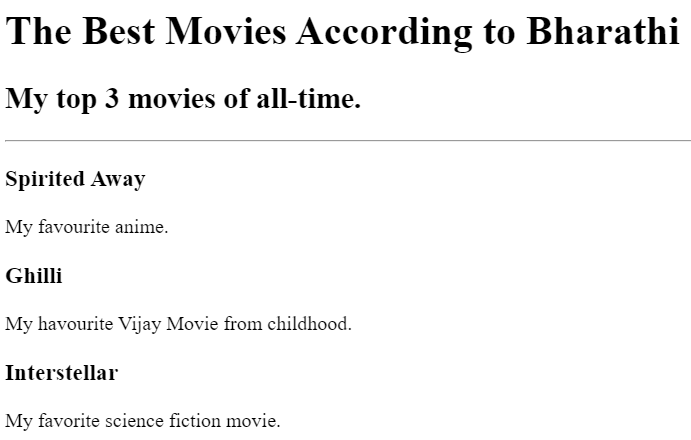 The Best Movies According to Bharathi
My top 3 movies of all-time.
Spirited Away
My favourite anime.
Ghilli
My havourite Vijay Movie from childhood.
Interstellar
My favorite science fiction movie.